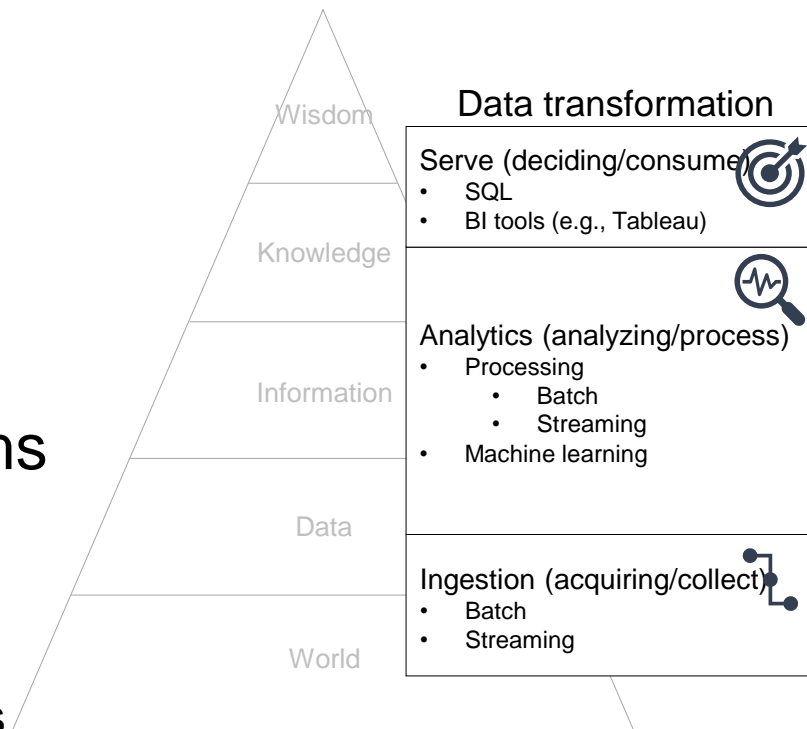 Wisdom
Knowledge
Information
Data
World
ns
s
Data transformation
Serve (deciding/consume)
• SQL
• BI tools (e.g., Tableau)
Analytics (analyzing/process)
• Processing
• Batch
• Streaming
• Machine learning
Ingestion (acquiring/collect)
• Batch
• Streaming